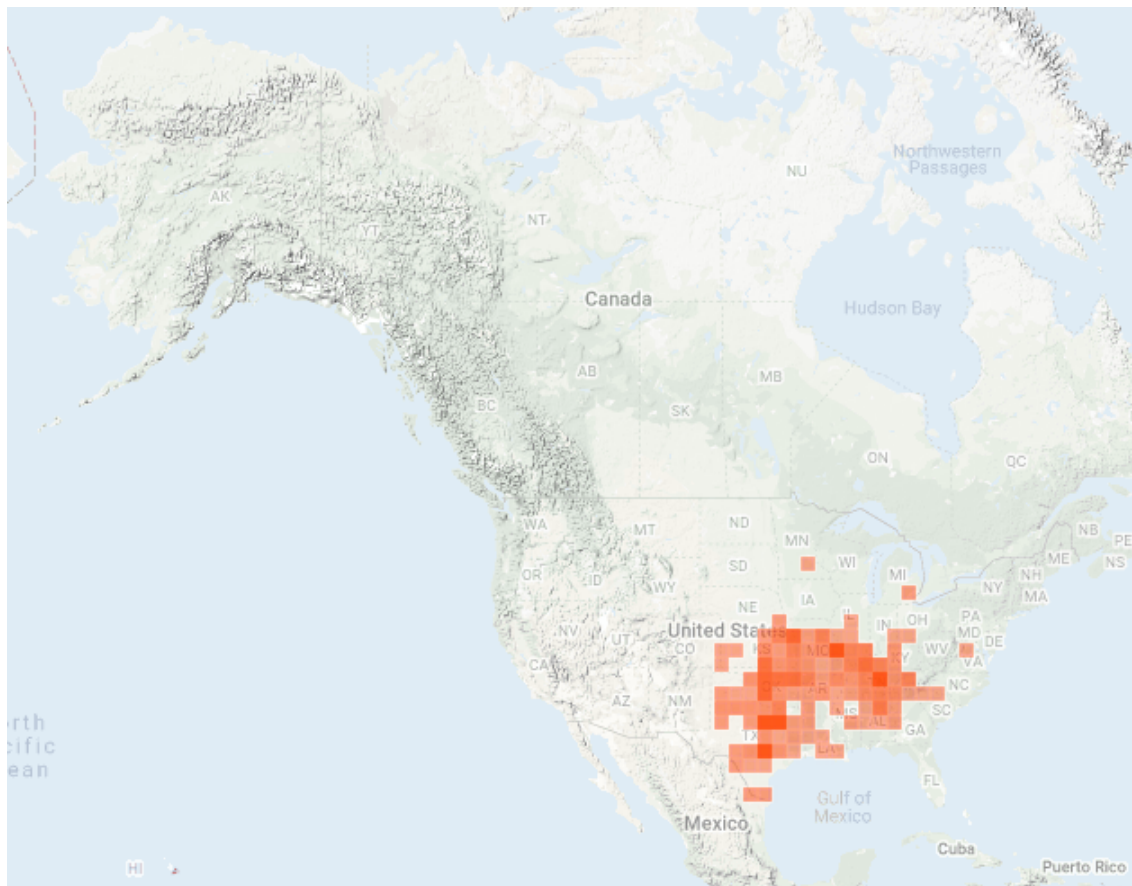 NU
Northwestern
Passages
AK
NT
YT
Canada
Hudson Bay
AB
MB
BC
SK
ON
QC
NB
PE
WA
MT
ND
MN
ME
NS
OR
ID
SD
WI
MI
NH
NY
MA
WY
IA
NE
IL
IN
OH
PA
MD
DE
NV
UT
United States
CO
KS
MO
KY
WV
VA
CA
AZ
NM
OK
AR
NC
MS
AL
SC
GA
TX
LA
FL
orth
cific
ean
Gulf of
Mexico
Mexico
Cuba
HI
Puerto Rico